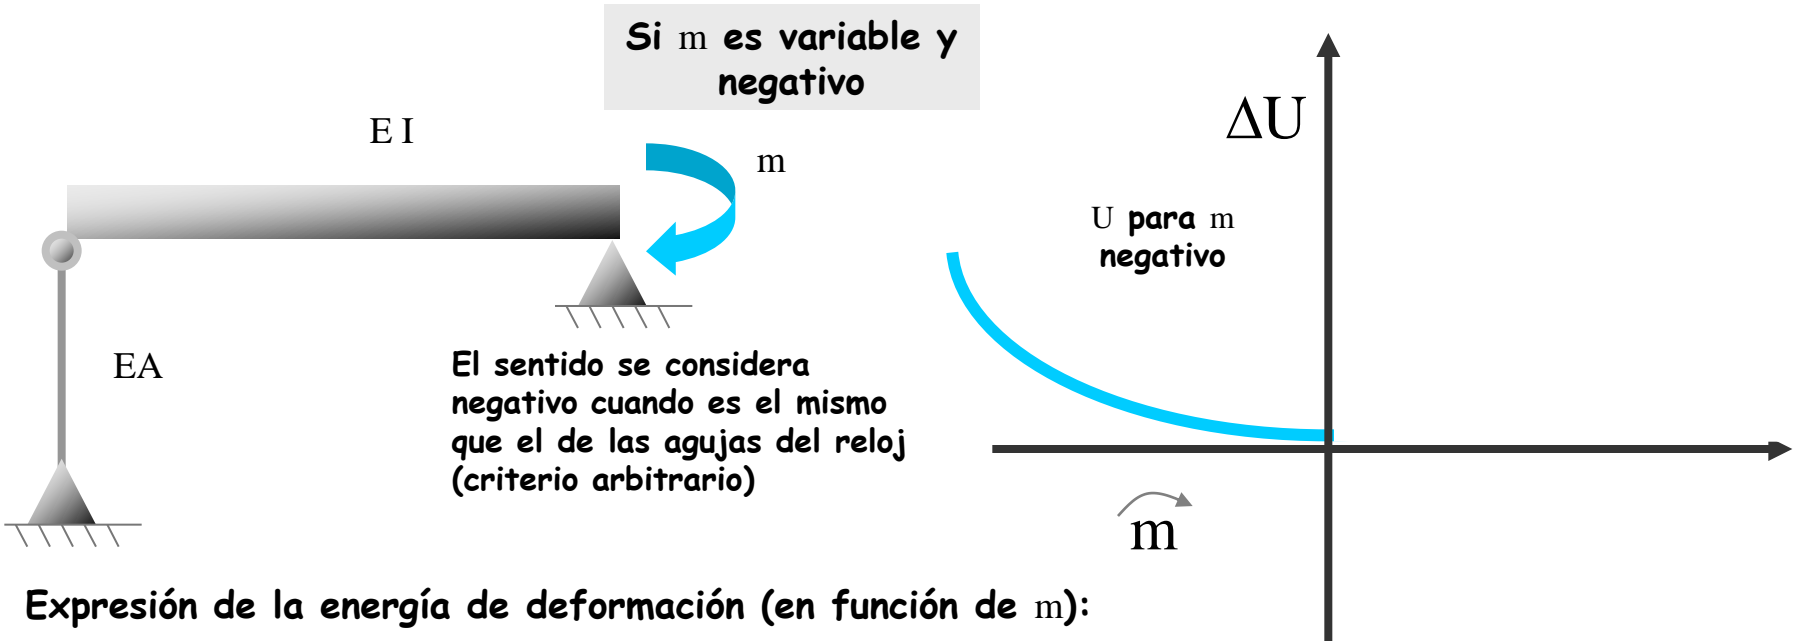 Si m es variable y
negativo
E I
m
ΔU
U para m
negativo
EA
El sentido se considera
negativo cuando es el mismo
que el de las agujas del reloj
(criterio arbitrario)
m
Expresión de la energía de deformación (en función de m):